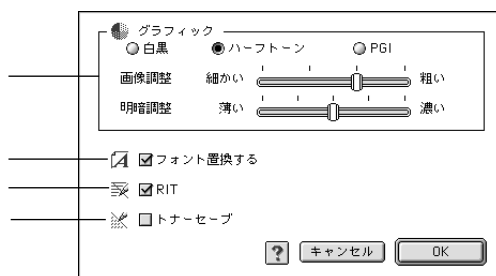 グラフィック
白黒 ハーフトーン PGI
画像調整 細かい 粗い
明暗調整 薄い 濃い
フォント置換する
RIT
トナーセーブ
? キャンセル OK